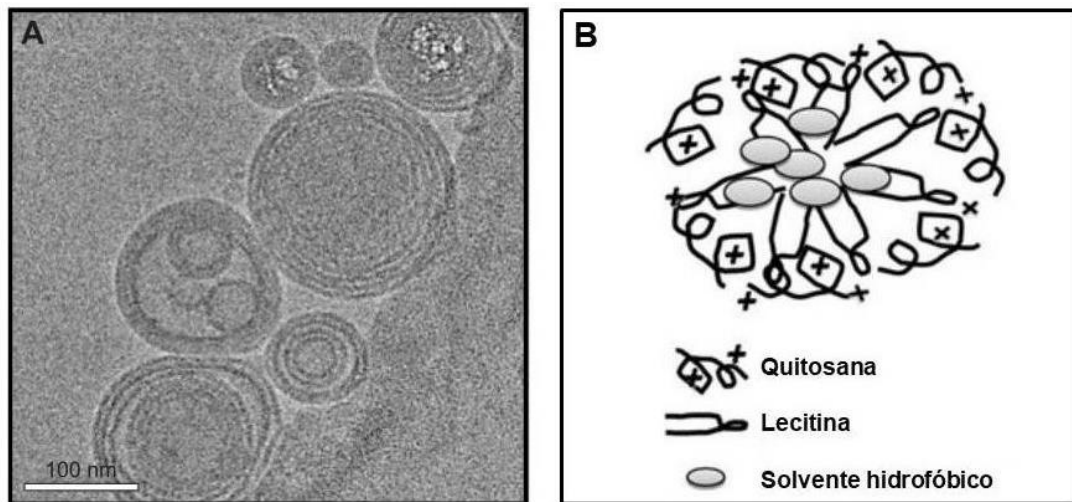 A
100 nm
B
Quitosana
Lecitina
Solvente hidrofóbico